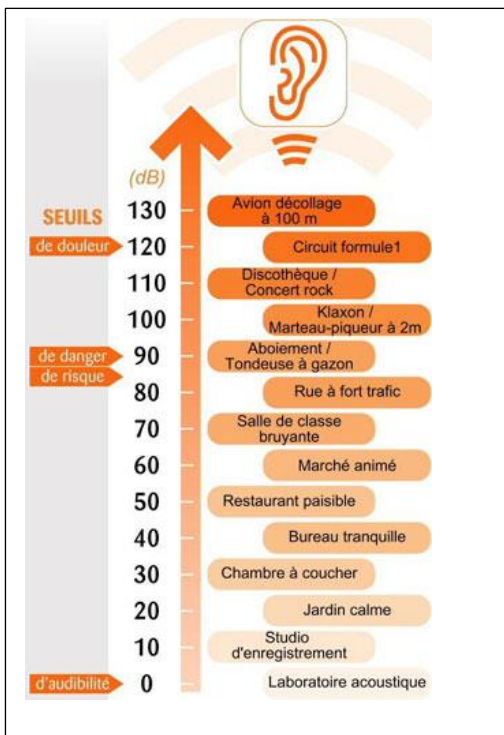 (dB)
SEUILS
130
Avion décollage
à 100 m
de douleur
120
Circuit formule1
110
Discothèque /
Concert rock
100
Klaxon /
Marteau-piqueur à 2m
de danger
90
Aboiement /
Tondeuse à gazon
de risque
80
Rue à fort trafic
70
Salle de classe
bruyante
60
Marché animé
50
Restaurant paisible
40
Bureau tranquille
30
Chambre à coucher
20
Jardin calme
10
Studio
d'enregistrement
d'audibilité
0
Laboratoire acoustique